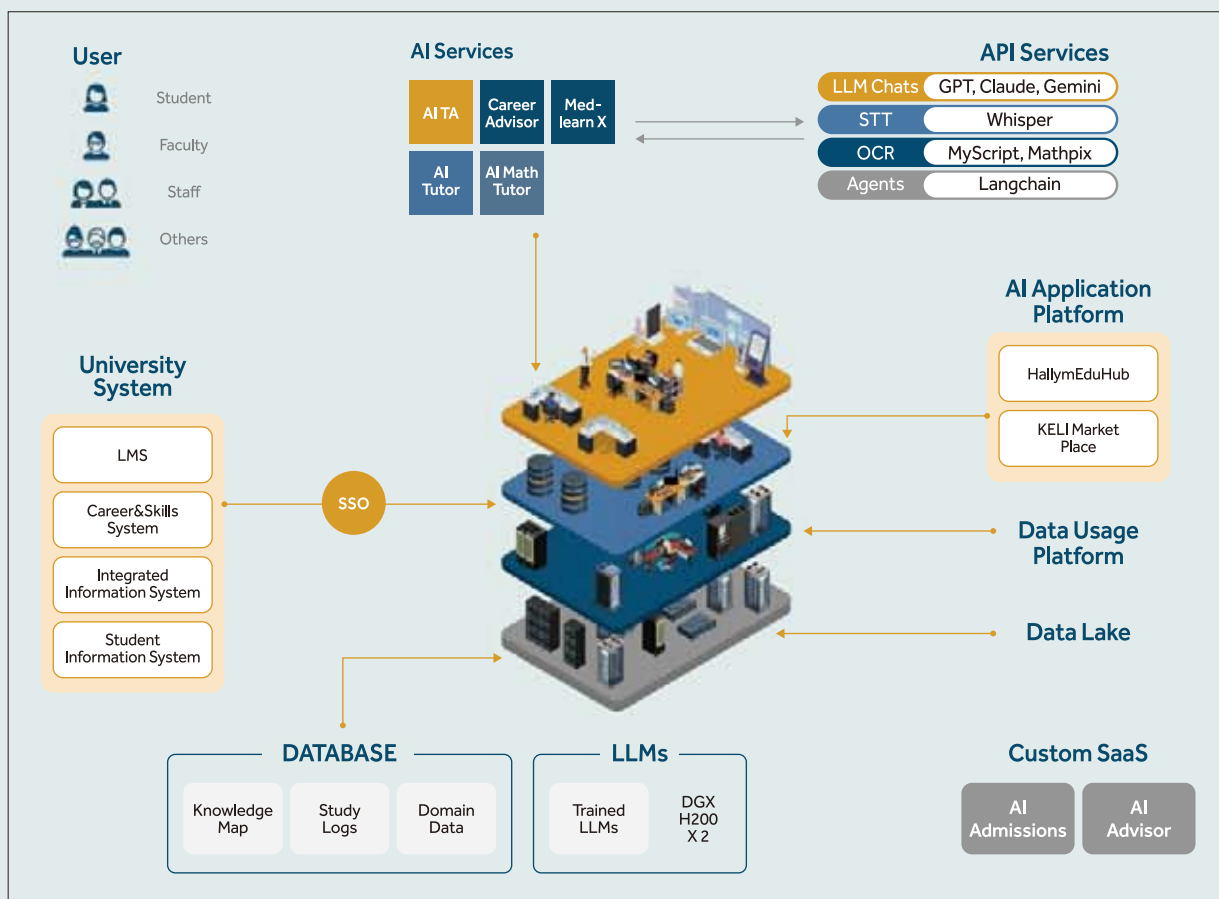 User
Student
Faculty
Staff
Others
AI Services
AI TA
Career
Advisor
Med-
learn X
AI
Tutor
AI Math
Tutor
API Services
LLM Chats
GPT, Claude, Gemini
STT
Whisper
OCR
MyScript, Mathpix
Agents
Langchain
AI Application
Platform
HallymEduHub
KELI Market
Place
University
System
LMS
Career&Skills
System
Integrated
Information System
Student
Information System
SSO
Data Usage
Platform
Data Lake
DATABASE
Knowledge
Map
Study
Logs
Domain
Data
LLMs
Trained
LLMs
DGX
H200
X 2
Custom SaaS
AI
Admissions
AI
Advisor